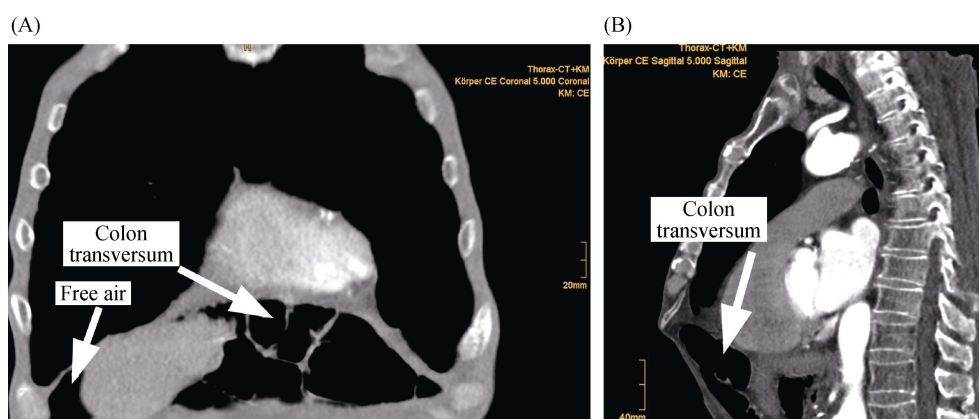 (A)
H
Thorax-CT+KM
Körper CE Coronal 5.000 Coronal
KM: CE
Colon
transversum
Free air
20mm
(B)
Thorax-CT+KM
Körper CE Sagittal 5.000 Sagittal
KM: CE
Colon
transversum
40mm